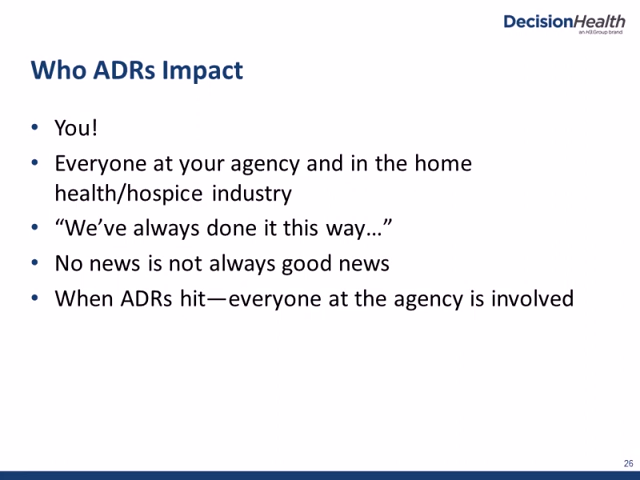 DecisionHealth
an H3.Group brand
Who ADRs Impact
• You!
• Everyone at your agency and in the home
health/hospice industry
• “We’ve always done it this way…”
• No news is not always good news
• When ADRs hit—everyone at the agency is involved
26